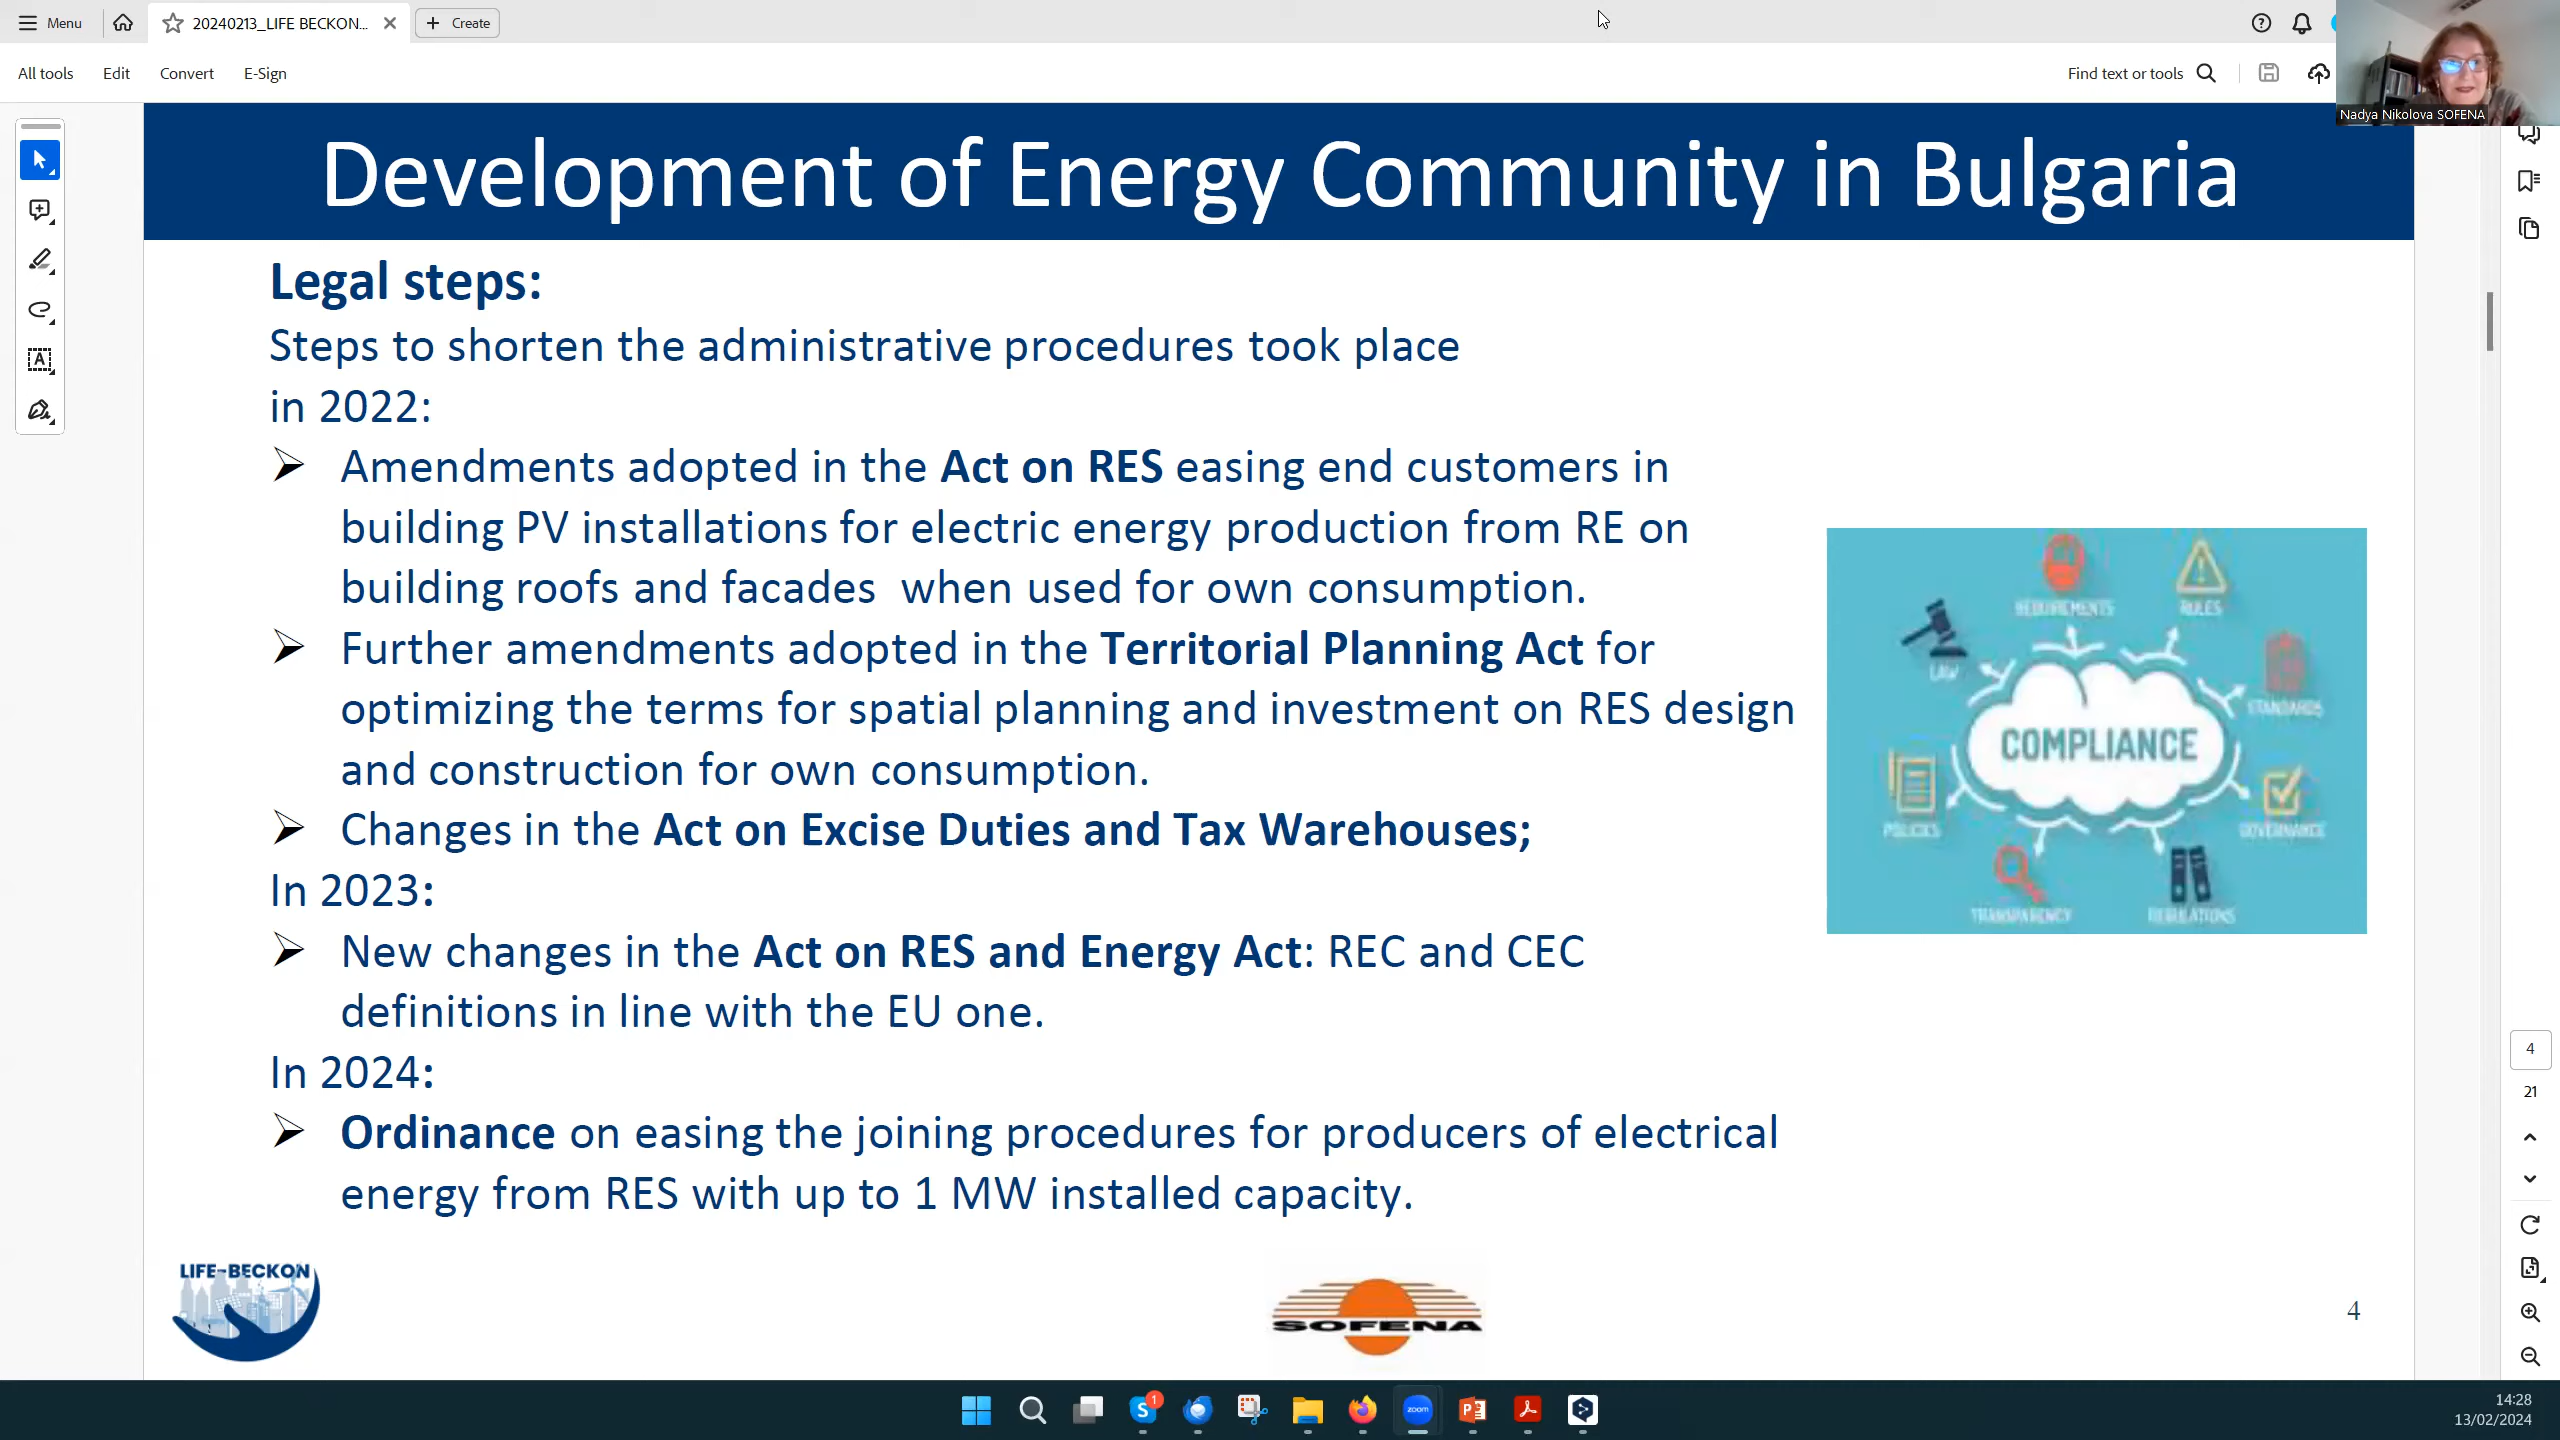 Menu
20240213_LIFE BECKON...
Create
All tools
Edit
Convert
E-Sign
Find text or tools
Nadya Nikolova SOFENA
Development of Energy Community in Bulgaria
Legal steps:
Steps to shorten the administrative procedures took place
in 2022:
Amendments adopted in the Act on RES easing end customers in
building PV installations for electric energy production from RE on
building roofs and facades when used for own consumption.
Further amendments adopted in the Territorial Planning Act for
optimizing the terms for spatial planning and investment on RES design
and construction for own consumption.
Changes in the Act on Excise Duties and Tax Warehouses;
In 2023:
New changes in the Act on RES and Energy Act: REC and CEC
definitions in line with the EU one.
In 2024:
Ordinance on easing the joining procedures for producers of electrical
energy from RES with up to 1 MW installed capacity.
REQUIREMENTS
RULES
LAW
STANDARDS
COMPLIANCE
POLICIES
GOVERNANCE
TRANSPARENCY
REGULATIONS
4
21
LIFE-BECKON
SOFENA
4
1
zoom
14:28
13/02/2024